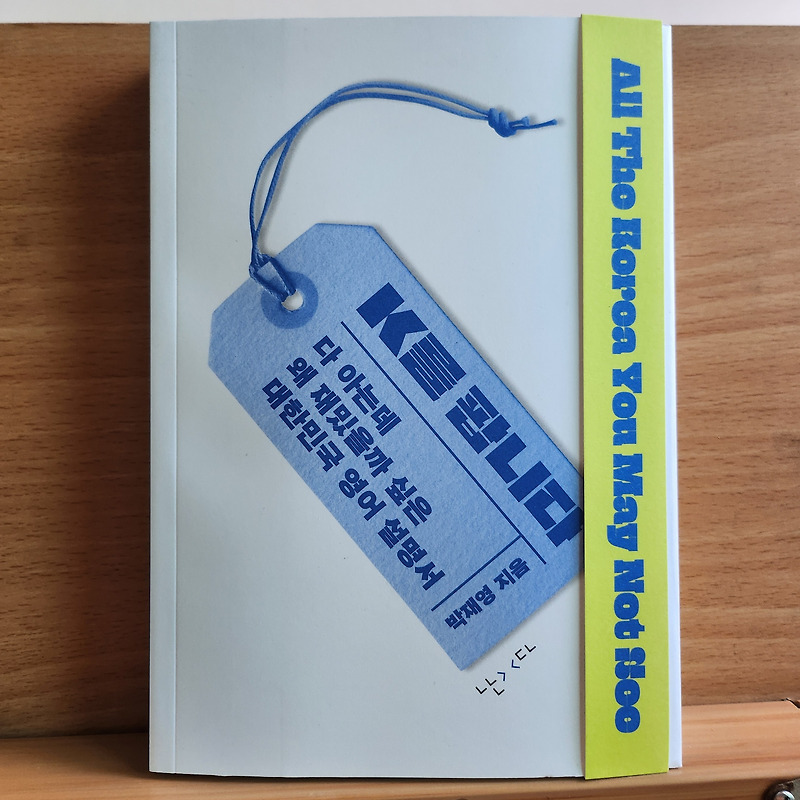 K를 팝니다
다 아는데
왜 재밌을까 싶은
대한민국 영어 설명서
박재영 지음
All The Korea You May Not See